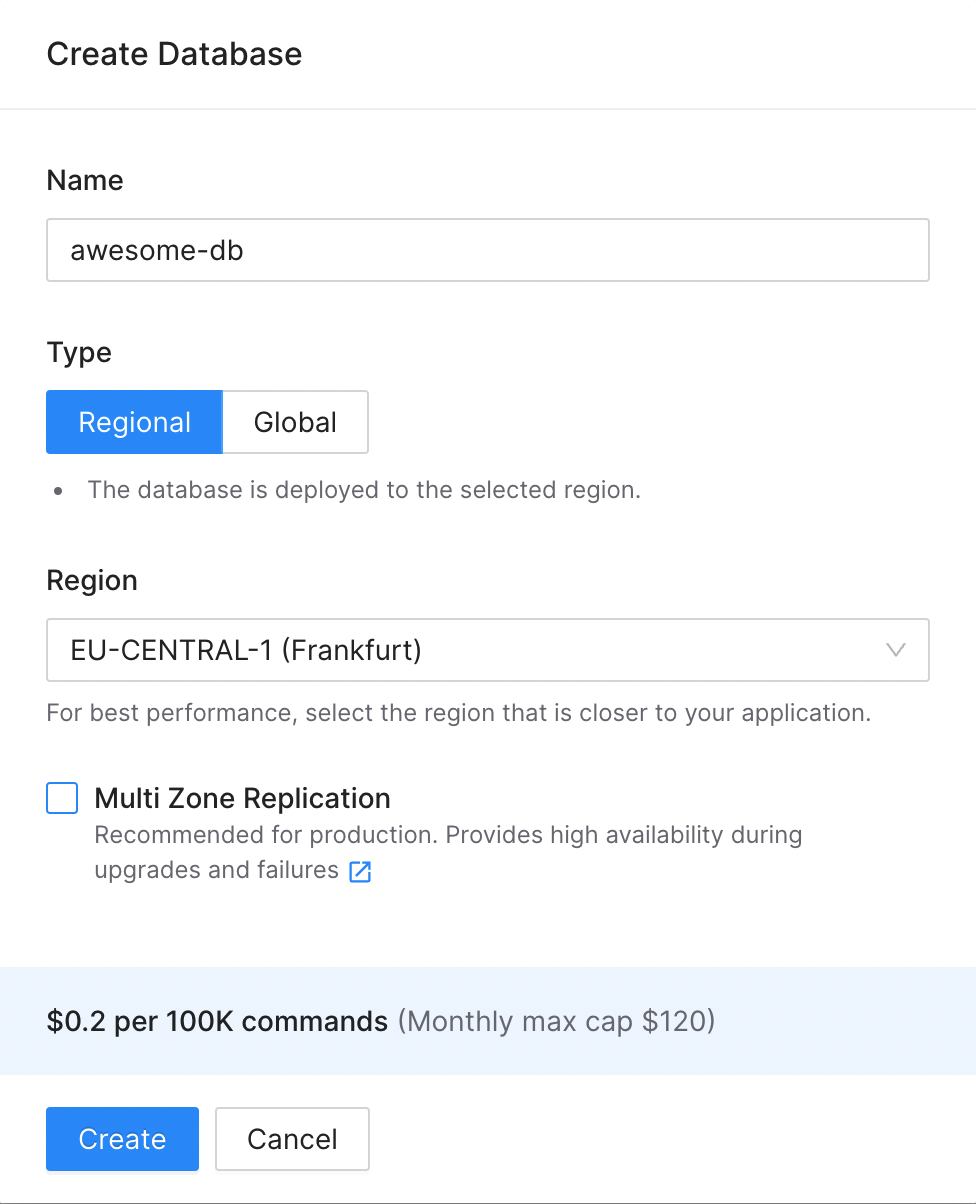 Create Database
Name
awesome-db
Type
Regional Global
• The database is deployed to the selected region.
Region
EU-CENTRAL-1 (Frankfurt)
For best performance, select the region that is closer to your application.
Multi Zone Replication
Recommended for production. Provides high availability during
upgrades and failures
$0.2 per 100K commands (Monthly max cap $120)
Create Cancel